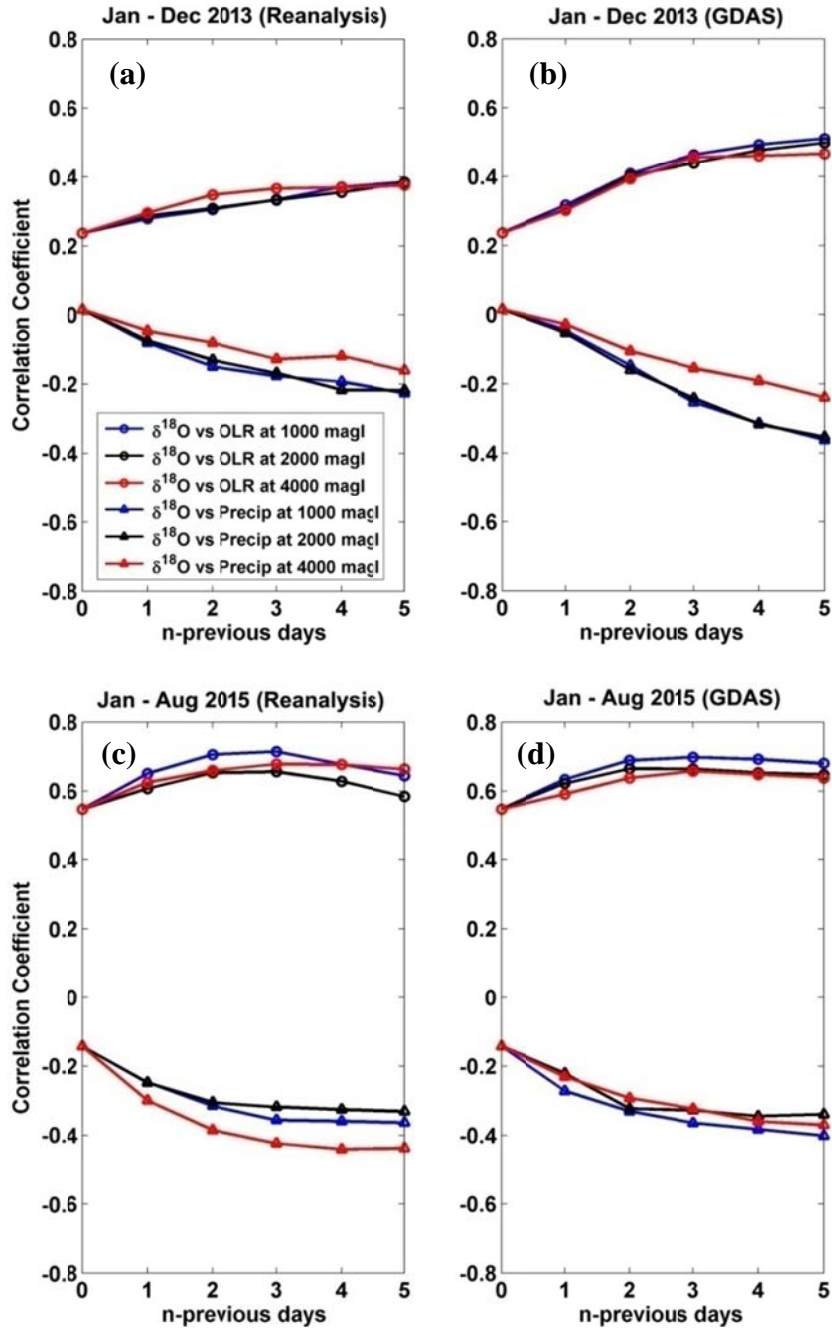 Jan - Dec 2013 (Reanalysis)
(a)
0.8
0.6
0.4
0.2
0
-0.2
-0.4
-0.6
-0.8
Correlation Coefficient
δ18O vs OLR at 1000 magl
δ18O vs OLR at 2000 magl
δ18O vs OLR at 4000 magl
δ18O vs Precip at 1000 magl
δ18O vs Precip at 2000 magl
δ18O vs Precip at 4000 magl
0 1 2 3 4 5
n-previous days
Jan - Dec 2013 (GDAS)
(b)
0.8
0.6
0.4
0.2
0
-0.2
-0.4
-0.6
-0.8
0 1 2 3 4 5
n-previous days
Jan - Aug 2015 (Reanalysis)
(c)
0.8
0.6
0.4
0.2
0
-0.2
-0.4
-0.6
-0.8
Correlation Coefficient
0 1 2 3 4 5
n-previous days
Jan - Aug 2015 (GDAS)
(d)
0.8
0.6
0.4
0.2
0
-0.2
-0.4
-0.6
-0.8
0 1 2 3 4 5
n-previous days